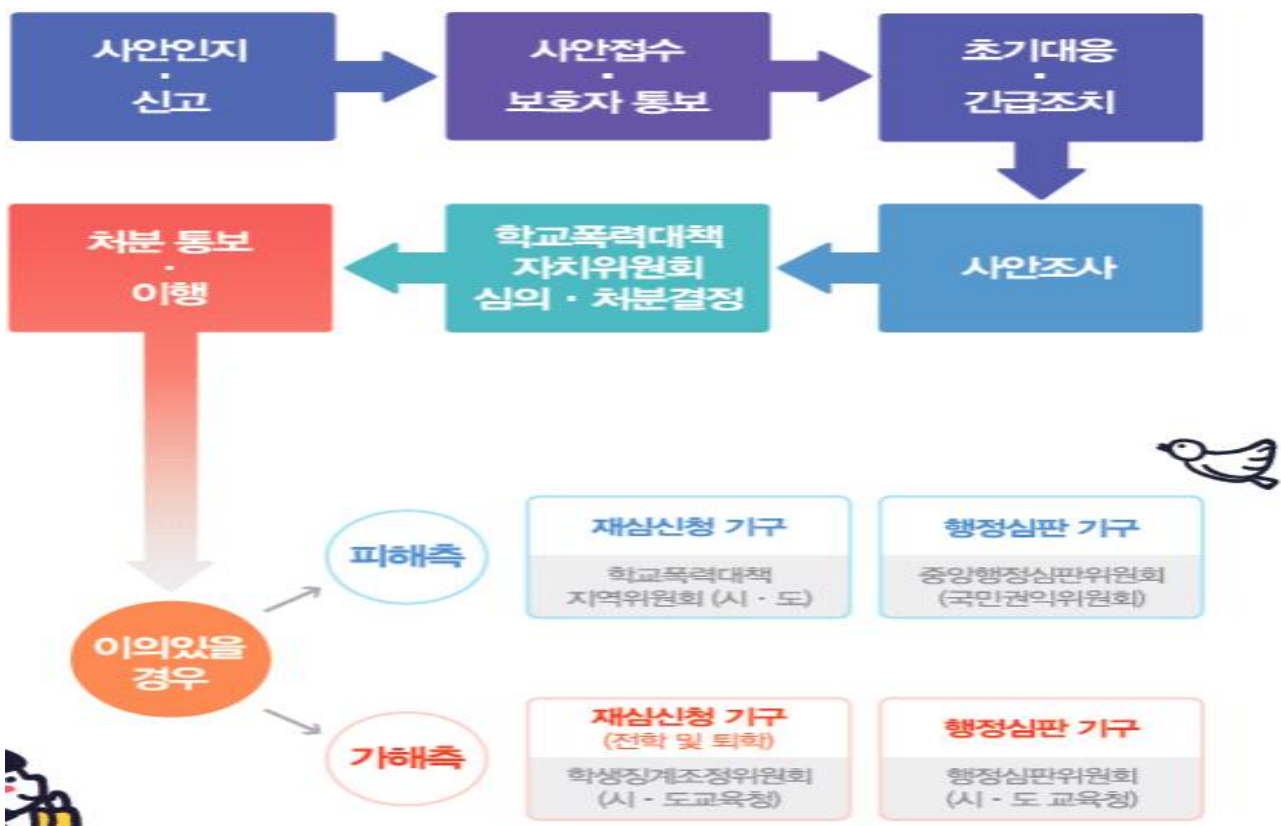 사안인지
·
신고
사안접수
·
보호자 통보
초기대응
·
긴급조치
사안조사
학교폭력대책
자치위원회
심의 · 처분결정
처분 통보
·
이행
이의있을
경우
피해측
재심신청 기구
학교폭력대책
지역위원회 (시 · 도)
행정심판 기구
중앙행정심판위원회
(국민권익위원회)
가해측
재심신청 기구
(전학 및 퇴학)
학생징계조정위원회
(시 · 도교육청)
행정심판 기구
행정심판위원회
(시 · 도 교육청)